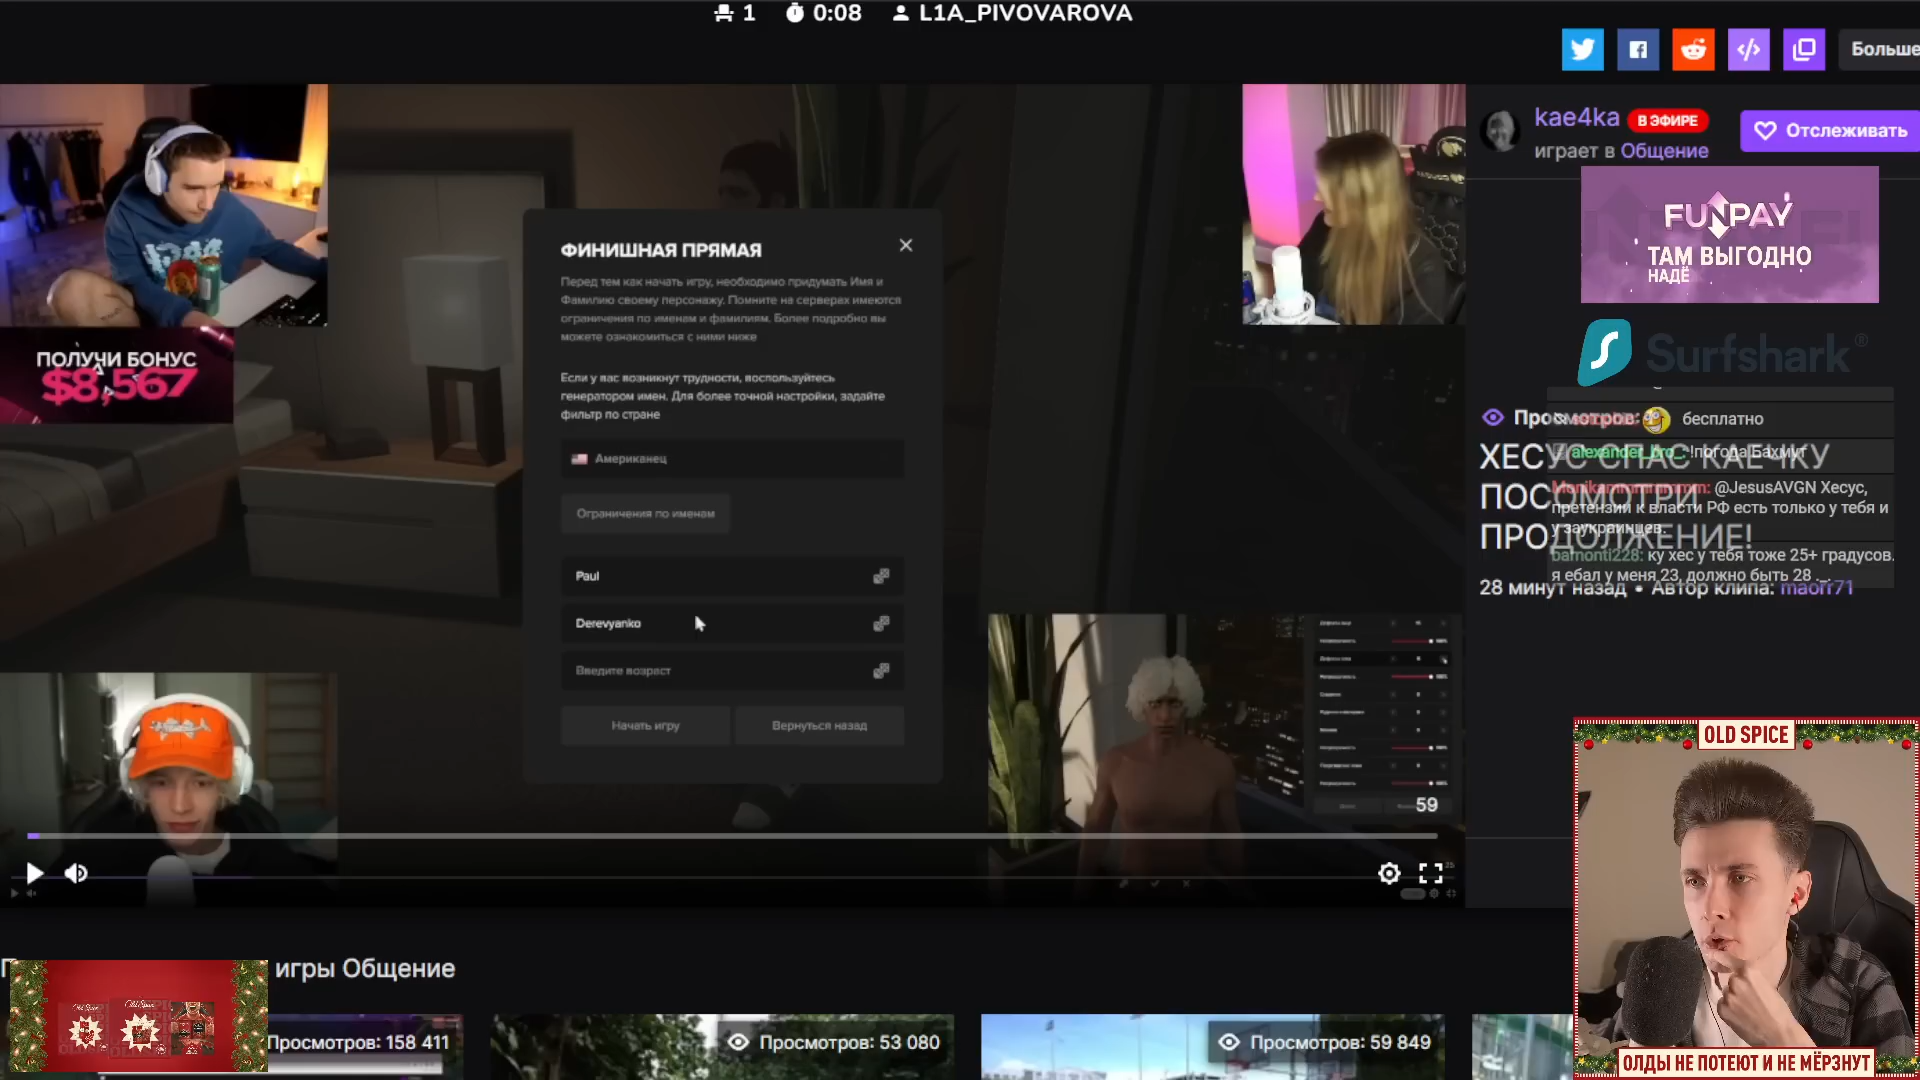 1 0:08 L1A_PIVOVAROVA
Больше
kae4ka В ЭФИРЕ
играет в Общение
Отслеживать
FUNPAY
ТАМ ВЫГОДНО
НАДЁ
Surfshark®
ПОЛУЧИ БОНУС
$8,567
ФИНИШНАЯ ПРЯМАЯ
Перед тем как начать игру, необходимо придумать Имя и
Фамилию своему персонажу. Помните на серверах имеются
ограничения по именам и фамилиям. Более подробно вы
можете ознакомиться с ними ниже
Если у вас возникнут трудности, воспользуйтесь
генератором имен. Для более точной настройки, задайте
фильтр по стране
Американец
Ограничения по именам
Paul
Derevyanko
Введите возраст
Начать игру Вернуться назад
59
бесплатно
alexander_bro_: !погода Бахмут
ХЕСУС СПАС КАЕЧКУ
ПОСМОТРИ
ПРОДОЛЖЕНИЕ!
@JesusAVGN Хесус,
претензии к власти РФ есть только у тебя и
у заукраинцев.
bamonti228: ку хес у тебя тоже 25+ градусов.
я ебал у меня 23, должно быть 28 ._.
28 минут назад • Автор клипа: maorr71
OLD SPICE
игры Общение
Просмотров: 158 411
Просмотров: 53 080
Просмотров: 59 849
ОЛДЫ НЕ ПОТЕЮТ И НЕ МЁРЗНУТ